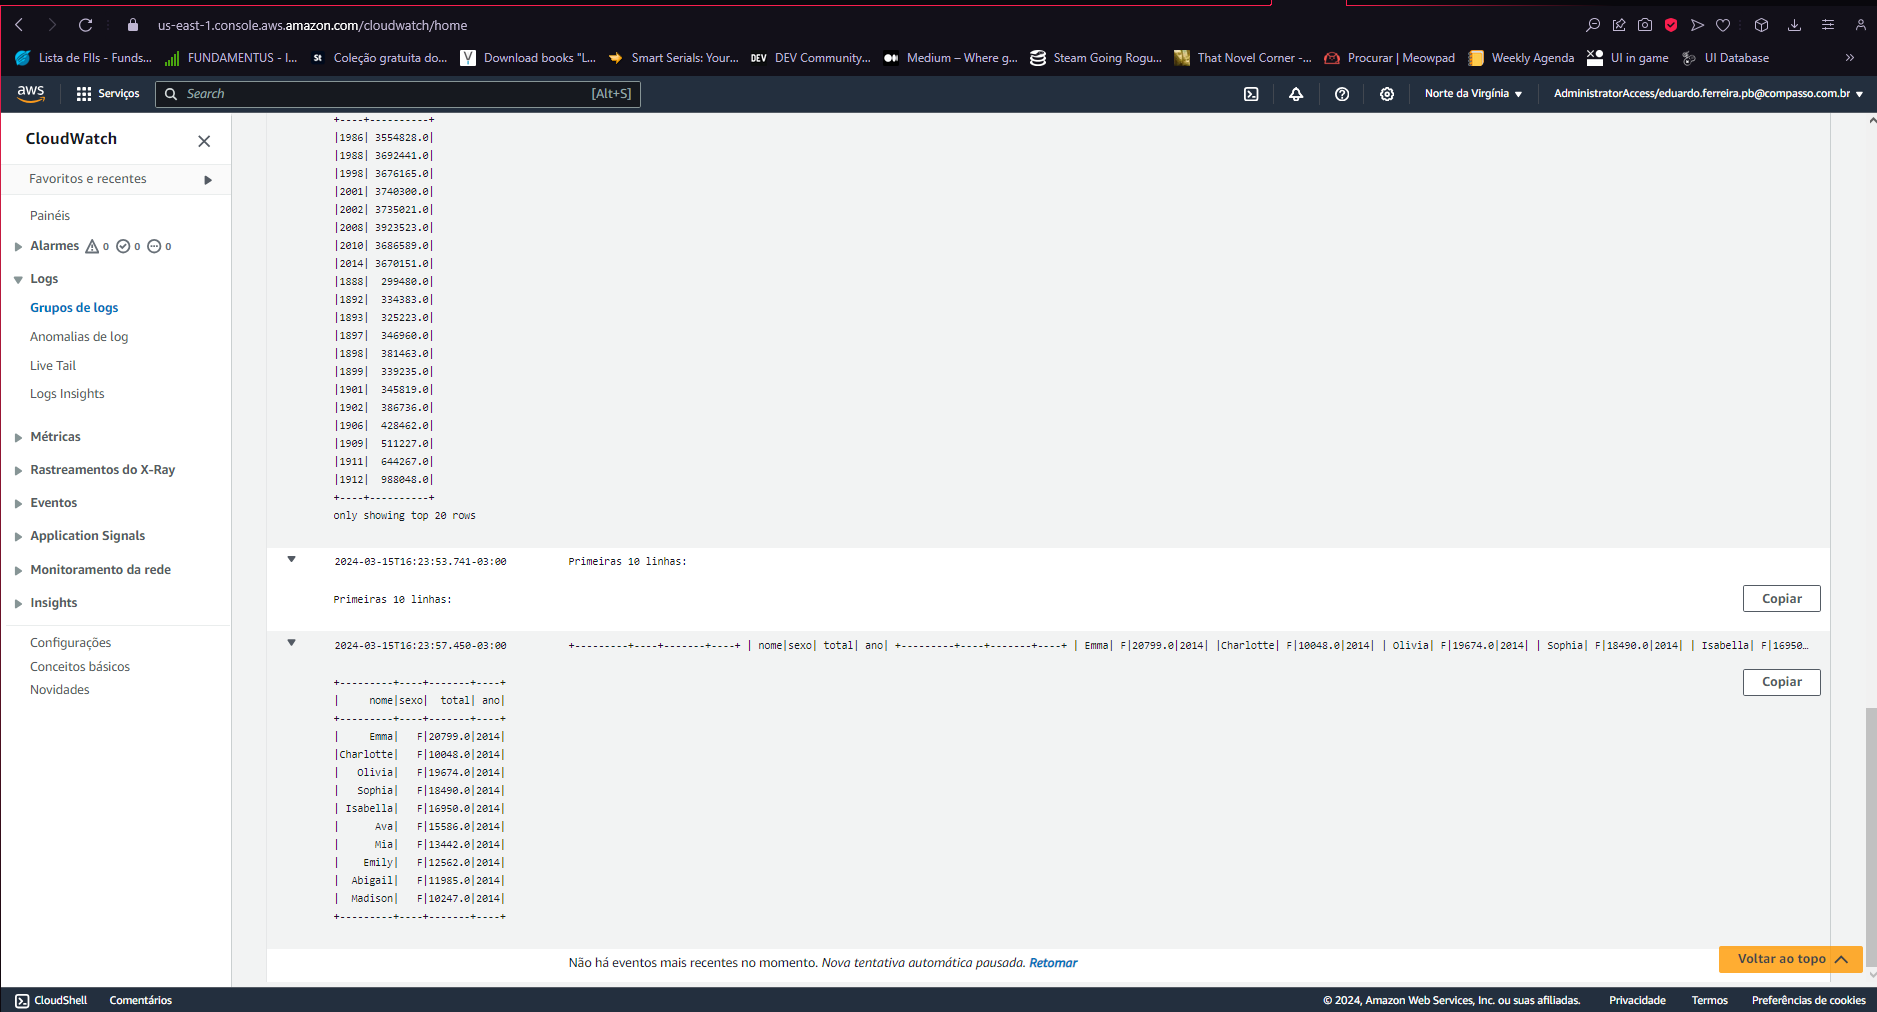 us-east-1.console.aws.amazon.com/cloudwatch/home
Lista de FIIs - Funds... FUNDAMENTUS - I... St Coleção gratuita do... Download books "L... Smart Serials: Your... DEV DEV Community... Medium – Where g... Steam Going Rogu... That Novel Corner -... Procurar | Meowpad Weekly Agenda UI in game UI Database »
aws Serviços Search [Alt+S] Norte da Virgínia AdministratorAccess/eduardo.ferreira.pb@compasso.com.br
CloudWatch
Favoritos e recentes
Painéis
Alarmes 0 0 0
Logs
Grupos de logs
Anomalias de log
Live Tail
Logs Insights
Métricas
Rastreamentos do X-Ray
Eventos
Application Signals
Monitoramento da rede
Insights
Configurações
Conceitos básicos
Novidades
+----+----------+
|1986| 3554828.0|
|1988| 3692441.0|
|1998| 3676165.0|
|2001| 3740300.0|
|2002| 3735021.0|
|2008| 3923523.0|
|2010| 3686589.0|
|2014| 3670151.0|
|1888|  299480.0|
|1892|  334383.0|
|1893|  325223.0|
|1897|  346960.0|
|1898|  381463.0|
|1899|  339235.0|
|1901|  345819.0|
|1902|  386736.0|
|1906|  428462.0|
|1909|  511227.0|
|1911|  644267.0|
|1912|  988048.0|
+----+----------+
only showing top 20 rows
2024-03-15T16:23:53.741-03:00 Primeiras 10 linhas:
Primeiras 10 linhas:
Copiar
2024-03-15T16:23:57.450-03:00 +---------+----+-------+----+ | nome|sexo| total| ano| +---------+----+-------+----+ | Emma| F|20799.0|2014| |Charlotte| F|10048.0|2014| | Olivia| F|19674.0|2014| | Sophia| F|18490.0|2014| | Isabella| F|16950…
Copiar
+---------+----+-------+----+
|     nome|sexo|  total| ano|
+---------+----+-------+----+
|     Emma|   F|20799.0|2014|
|Charlotte|   F|10048.0|2014|
|   Olivia|   F|19674.0|2014|
|   Sophia|   F|18490.0|2014|
| Isabella|   F|16950.0|2014|
|      Ava|   F|15586.0|2014|
|      Mia|   F|13442.0|2014|
|    Emily|   F|12562.0|2014|
|  Abigail|   F|11985.0|2014|
|  Madison|   F|10247.0|2014|
+---------+----+-------+----+
Não há eventos mais recentes no momento. Nova tentativa automática pausada. Retomar
Voltar ao topo
CloudShell Comentários © 2024, Amazon Web Services, Inc. ou suas afiliadas. Privacidade Termos Preferências de cookies